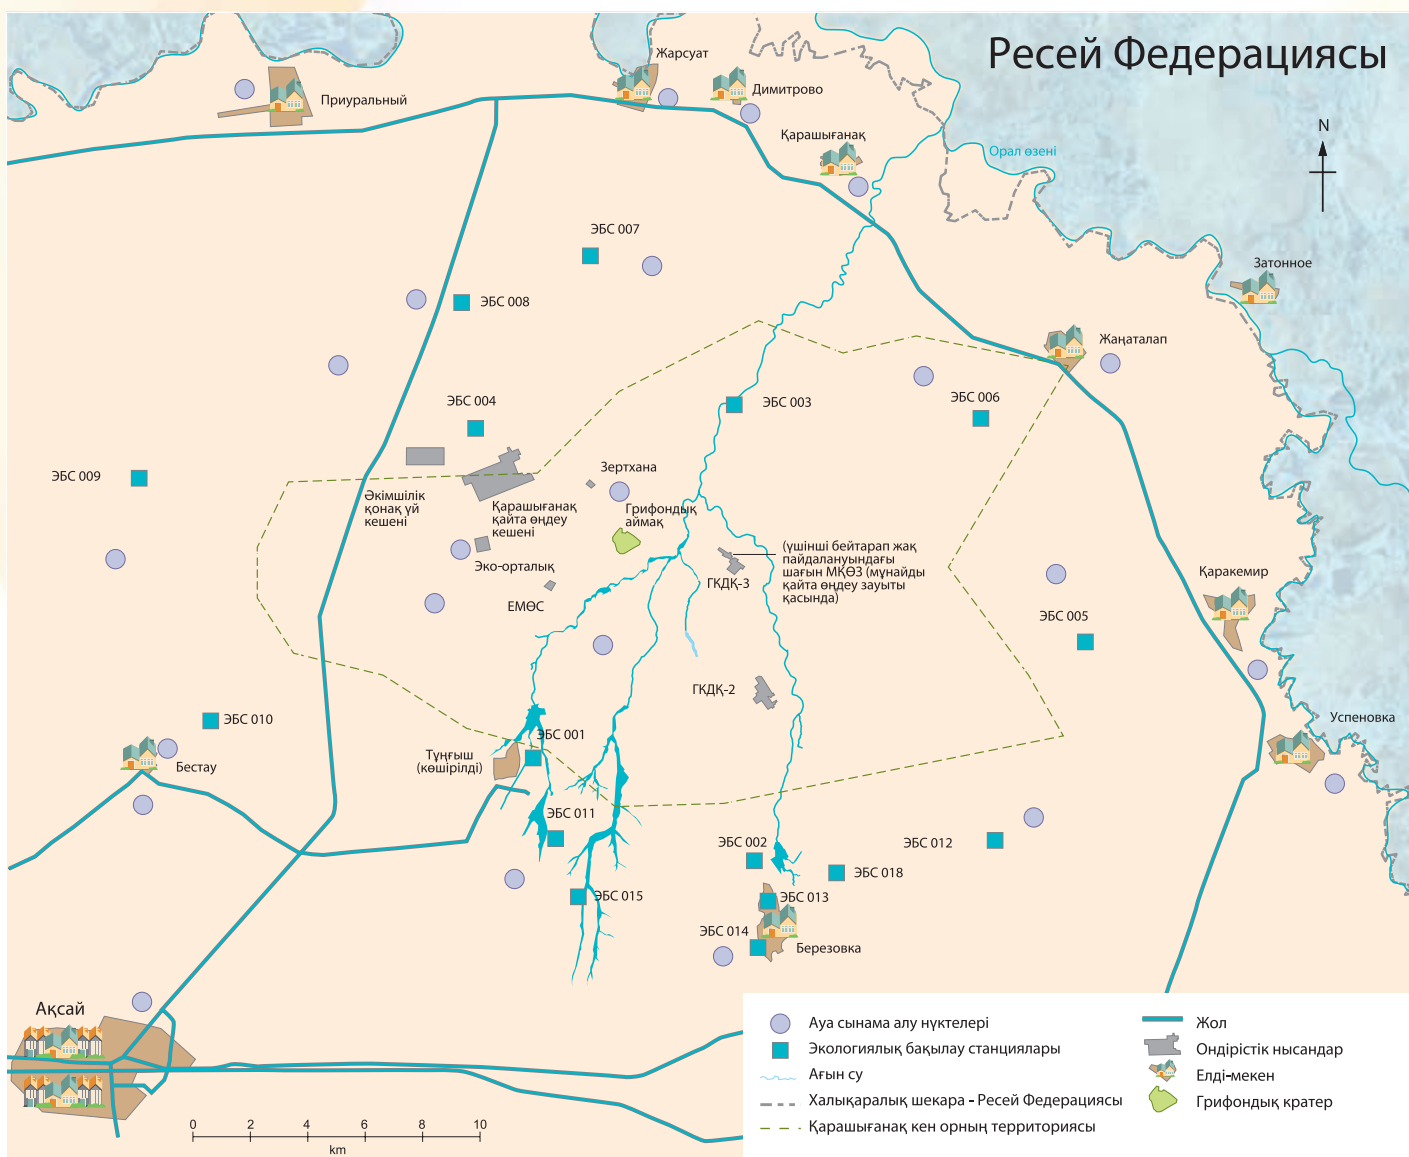 Ресей Федерациясы
Жарсуат
Димитрово
Приуральный
Қарашығанақ
N
Орал өзені
ЭБС 007
Затонное
ЭБС 008
Жаңаталап
ЭБС 004
ЭБС 003
ЭБС 006
ЭБС 009
Зертхана
Әкімшілік
қонақ үй
кешені
Қарашығанақ
қайта өңдеу
кешені
Грифондық
аймақ
(үшінші бейтарап жақ
пайдалануындағы
шағын МҚӨЗ (мұнайды
қайта өңдеу зауыты
қасында)
Эко-орталық
ГКДҚ-3
Қаракемир
ЕМӨС
ЭБС 005
ГКДҚ-2
ЭБС 010
Успеновка
ЭБС 001
Тұңғыш
(көшірілді)
Бестау
ЭБС 011
ЭБС 002
ЭБС 012
ЭБС 018
ЭБС 015
ЭБС 013
ЭБС 014
Березовка
Ақсай
Ауа сынама алу нүктелері
Экологиялық бақылау станциялары
Ағын су
Халықаралық шекара - Ресей Федерациясы
Қарашығанақ кен орның территориясы
Жол
Ондірістік нысандар
Елді-мекен
Грифондық кратер
0 2 4 6 8 10
km